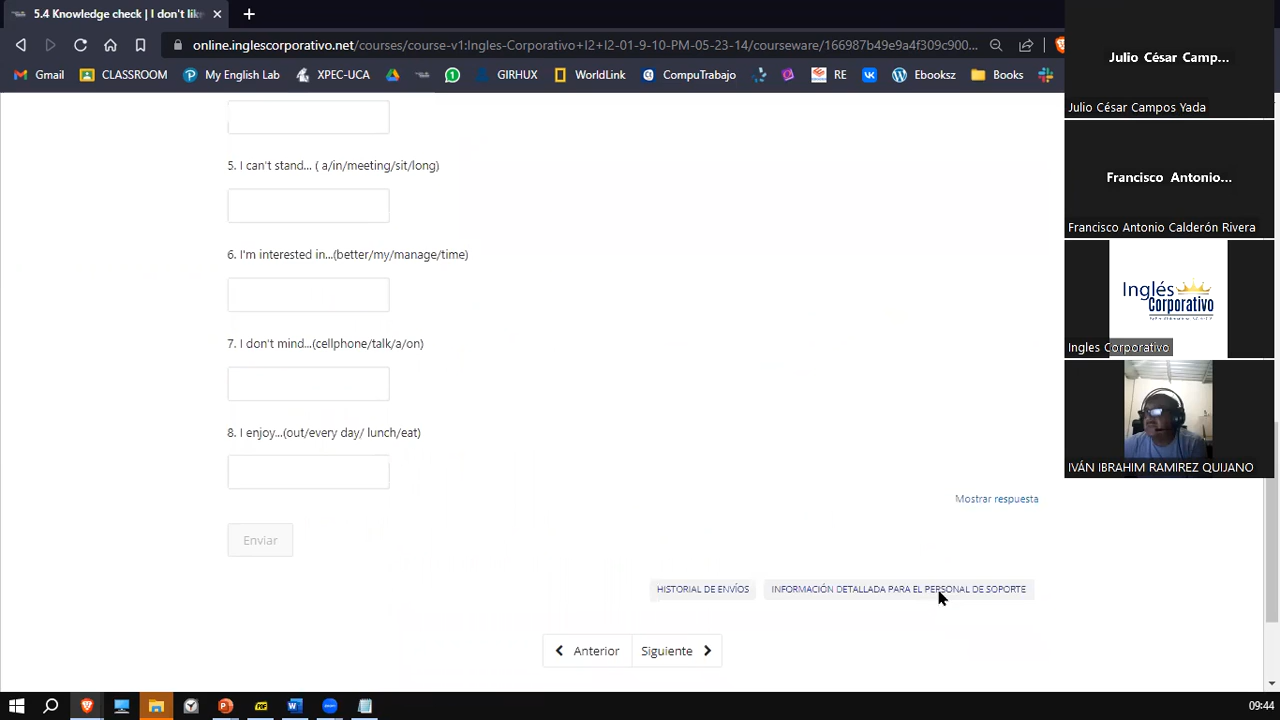 5.4 Knowledge check | I don't like
online.inglescorporativo.net/courses/course-v1:Ingles-Corporativo+I2+I2-01-9-10-PM-05-23-14/courseware/166987b49e9a4f309c900...
Gmail CLASSROOM My English Lab XPEC-UCA GIRHUX WorldLink CompuTrabajo RE Ebooksz Books
5. I can't stand... ( a/in/meeting/sit/long)
6. I'm interested in...(better/my/manage/time)
7. I don't mind...(cellphone/talk/a/on)
8. I enjoy...(out/every day/ lunch/eat)
Mostrar respuesta
Enviar
HISTORIAL DE ENVÍOS INFORMACIÓN DETALLADA PARA EL PERSONAL DE SOPORTE
Anterior Siguiente
Julio César Camp...
Julio César Campos Yada
Francisco Antonio...
Francisco Antonio Calderón Rivera
Inglés
Corporativo
Ingles Corporativo
IVÁN IBRAHIM RAMIREZ QUIJANO
09:44